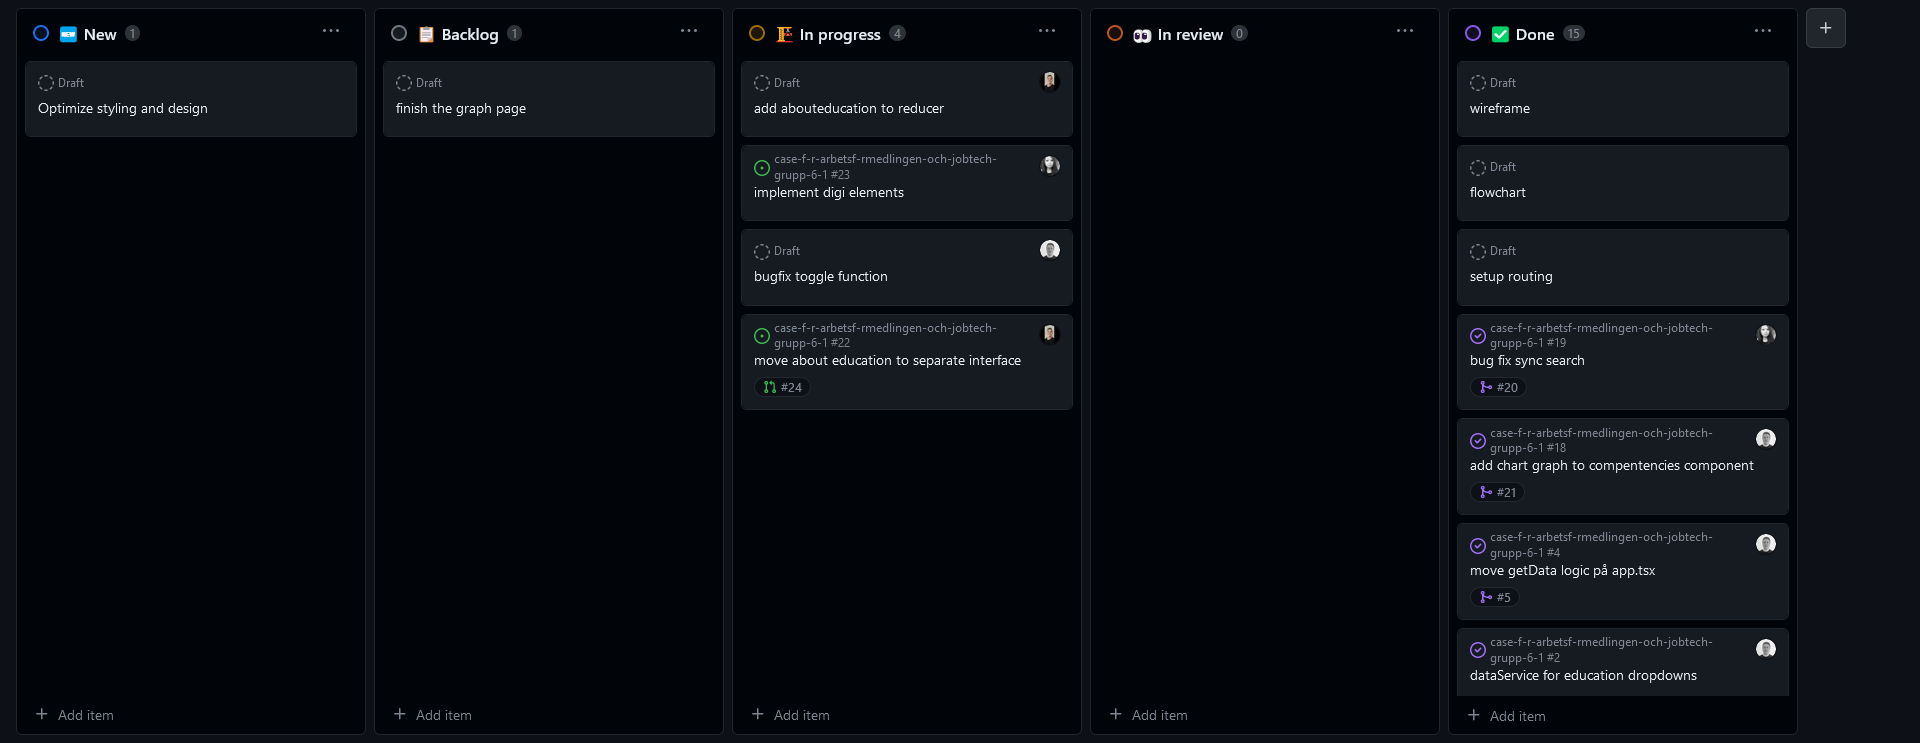 New 1
Draft
Optimize styling and design
Add item
Backlog 1
Draft
finish the graph page
Add item
In progress 4
Draft
add abouteducation to reducer
case-f-r-arbetsf-rmedlingen-och-jobtech-
grupp-6-1 #23
implement digi elements
Draft
bugfix toggle function
case-f-r-arbetsf-rmedlingen-och-jobtech-
grupp-6-1 #22
move about education to separate interface
#24
Add item
In review 0
Add item
Done 15
Draft
wireframe
Draft
flowchart
Draft
setup routing
case-f-r-arbetsf-rmedlingen-och-jobtech-
grupp-6-1 #19
bug fix sync search
#20
case-f-r-arbetsf-rmedlingen-och-jobtech-
grupp-6-1 #18
add chart graph to compentencies component
#21
case-f-r-arbetsf-rmedlingen-och-jobtech-
grupp-6-1 #4
move getData logic på app.tsx
#5
case-f-r-arbetsf-rmedlingen-och-jobtech-
grupp-6-1 #2
dataService for education dropdowns
Add item